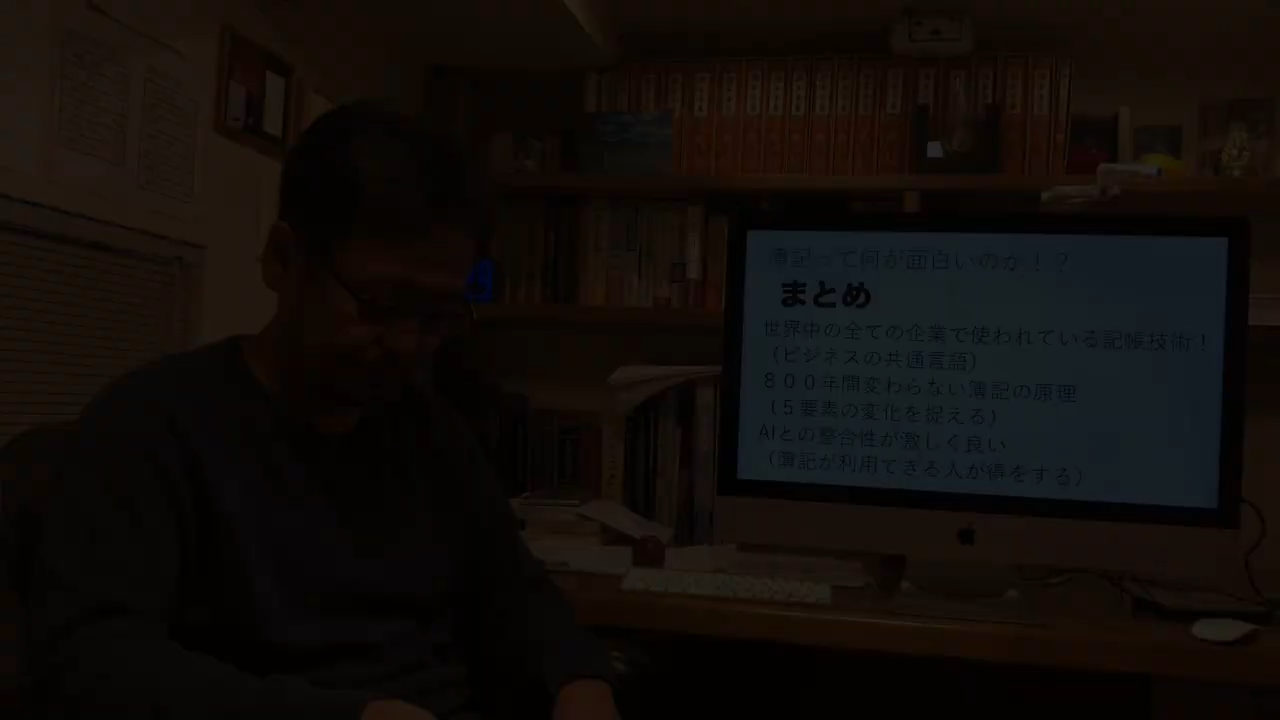 簿記って何が面白いのか！？
まとめ
世界中の全ての企業で使われている記帳技術！
（ビジネスの共通言語）
８００年間変わらない簿記の原理
（５要素の変化を捉える）
AIとの整合性が激しく良い
（簿記が利用できる人が得をする）